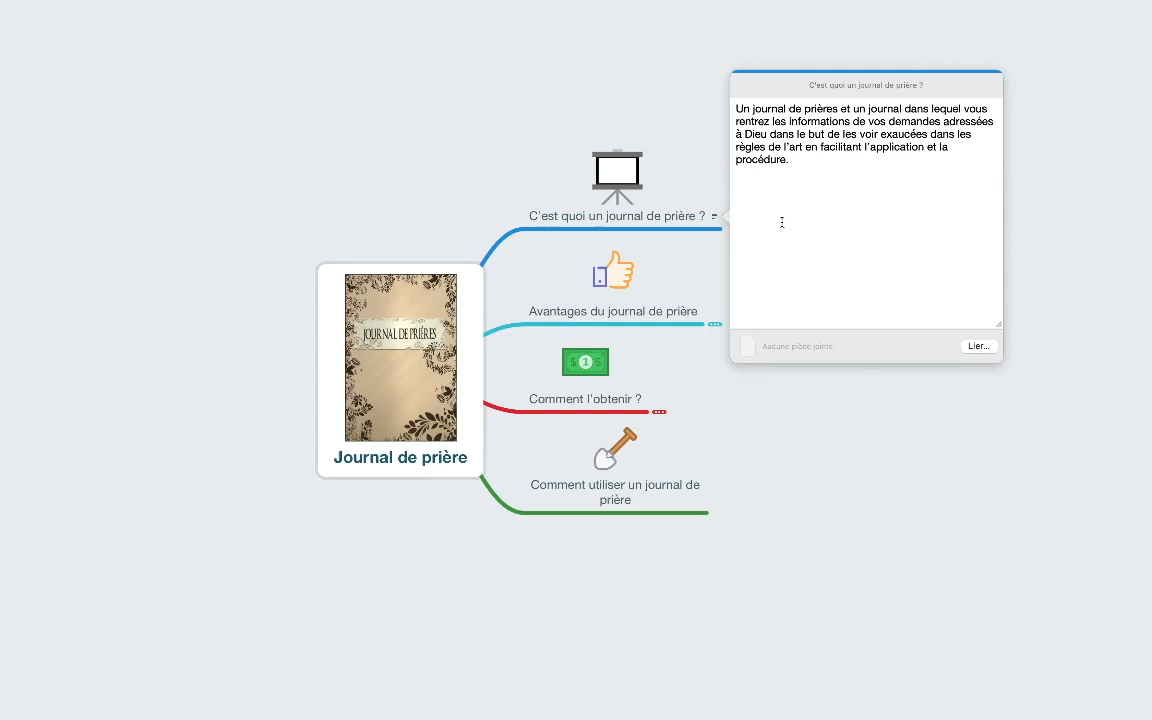 C'est quoi un journal de prière ?
Un journal de prières et un journal dans lequel vous
rentrez les informations de vos demandes adressées
à Dieu dans le but de les voir exaucées dans les
règles de l'art en facilitant l'application et la
procédure.
Aucune pièce jointe
Lier...
C'est quoi un journal de prière ?
Avantages du journal de prière
JOURNAL DE PRIÈRES
Journal de prière
$ 1 $
Comment l'obtenir ?
Comment utiliser un journal de
prière